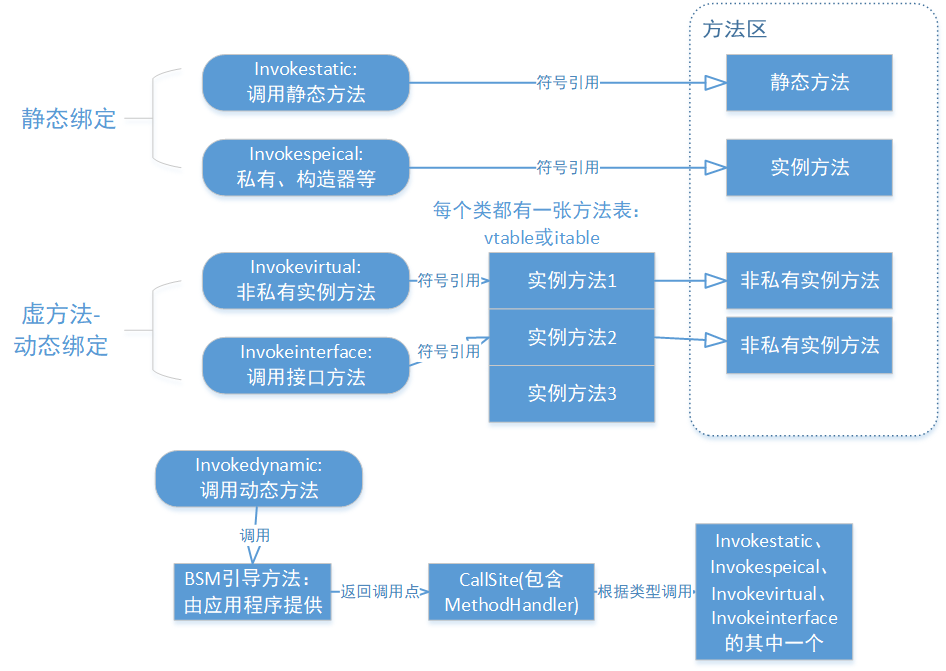 方法区
静态绑定
Invokestatic:
调用静态方法
符号引用
静态方法
Invokespeical:
私有、构造器等
符号引用
实例方法
每个类都有一张方法表：
vtable或itable
虚方法-
动态绑定
Invokevirtual:
非私有实例方法
符号引用
实例方法1
非私有实例方法
Invokeinterface:
调用接口方法
符号引用
实例方法2
非私有实例方法
实例方法3
Invokedynamic:
调用动态方法
调用
BSM引导方法：
由应用程序提供
返回调用点
CallSite(包含
MethodHandler)
根据类型调用
Invokestatic、
Invokespeical、
Invokevirtual、
Invokeinterface
的其中一个